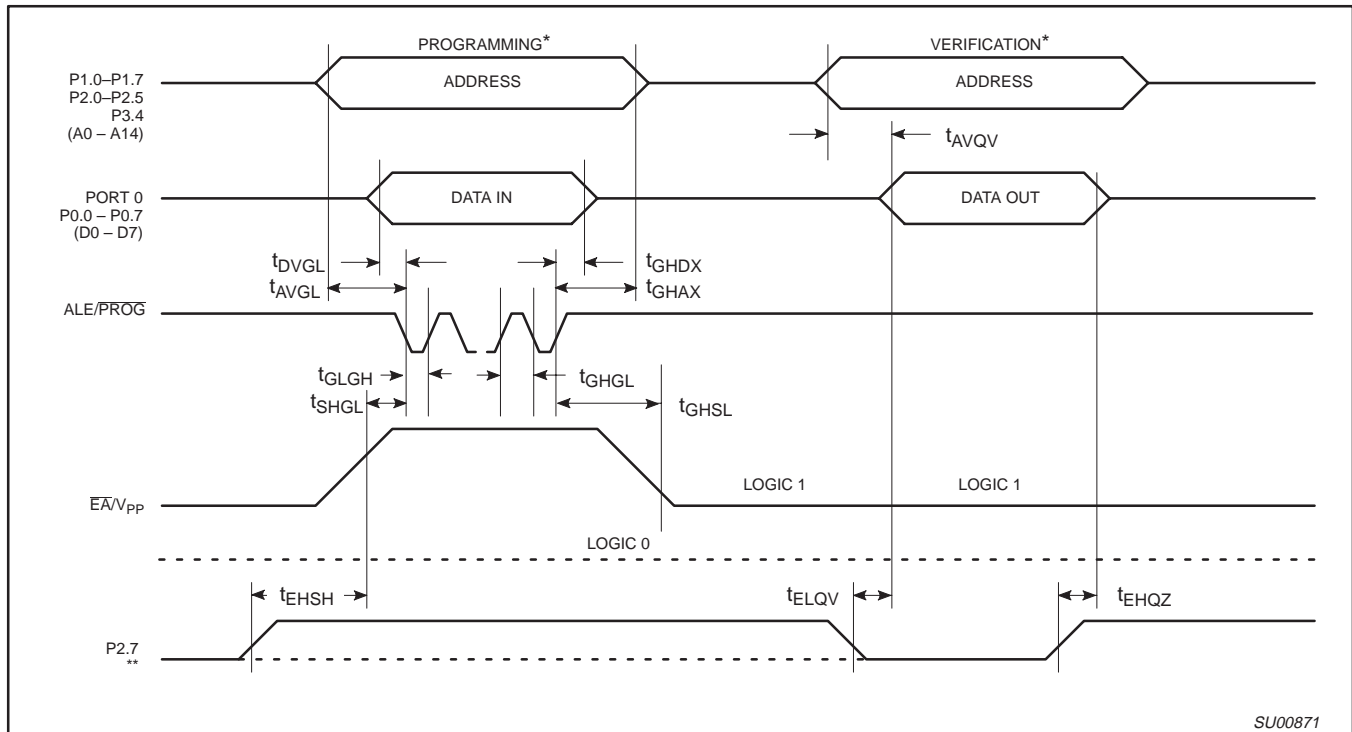 PROGRAMMING*
VERIFICATION*
P1.0–P1.7
P2.0–P2.5
P3.4
(A0 – A14)
ADDRESS
ADDRESS
tAVQV
PORT 0
P0.0 – P0.7
(D0 – D7)
DATA IN
DATA OUT
tDVGL
tGHDX
tAVGL
tGHAX
ALE/PROG
tGLGH
tGHGL
tSHGL
tGHSL
EA/VPP
LOGIC 1
LOGIC 1
LOGIC 0
tEHSH
tELQV
tEHQZ
P2.7
**
SU00871